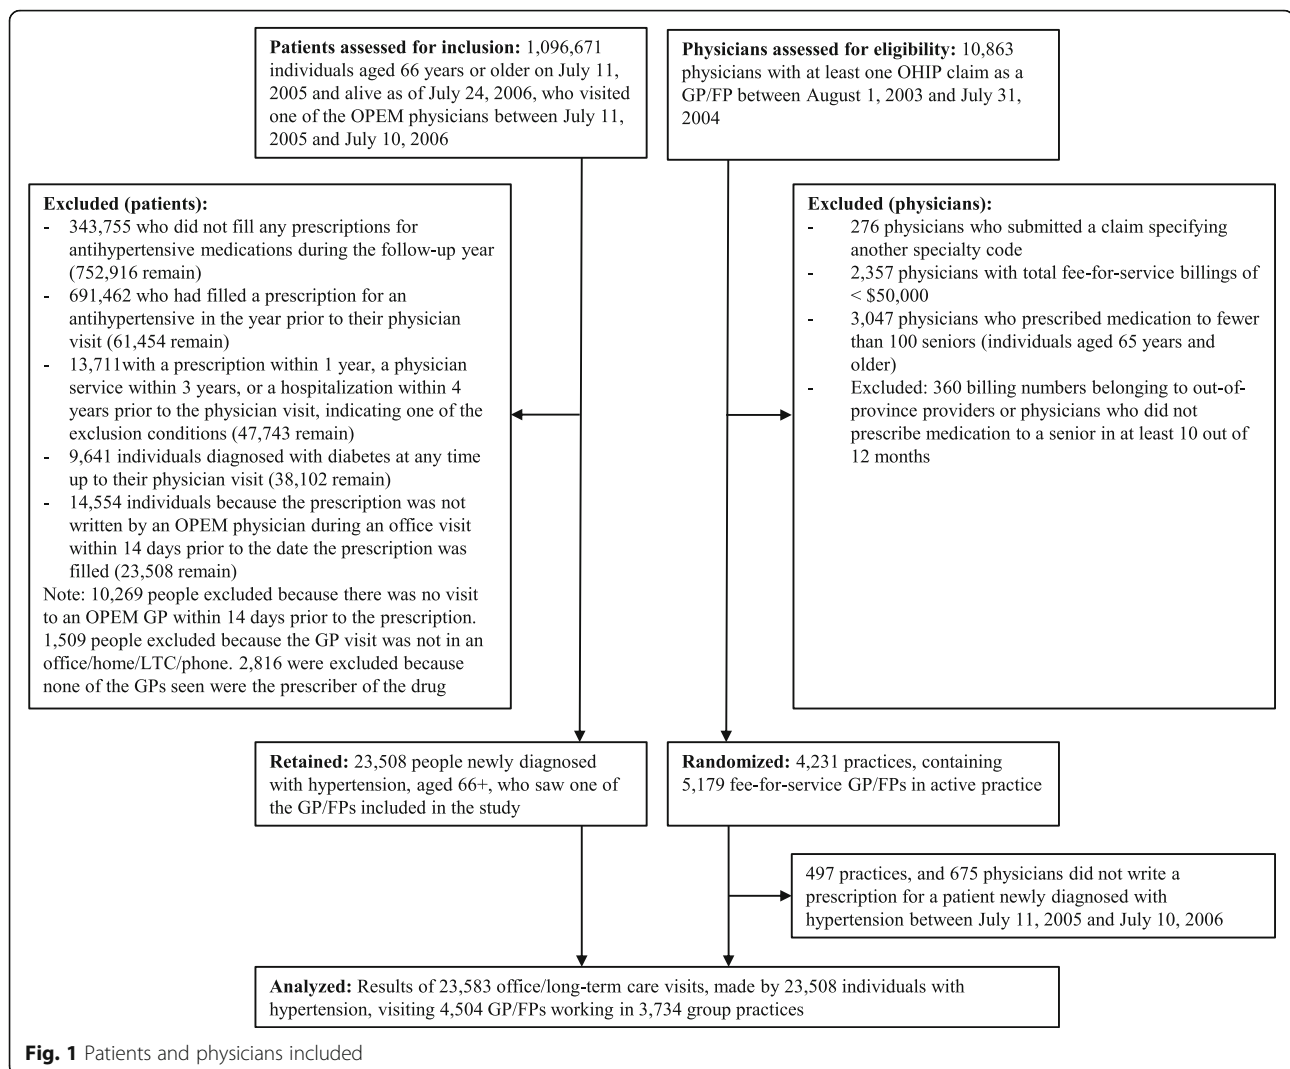 Patients assessed for inclusion: 1,096,671
individuals aged 66 years or older on July 11,
2005 and alive as of July 24, 2006, who visited
one of the OPEM physicians between July 11,
2005 and July 10, 2006
Physicians assessed for eligibility: 10,863
physicians with at least one OHIP claim as a
GP/FP between August 1, 2003 and July 31,
2004
Excluded (patients):
- 343,755 who did not fill any prescriptions for
antihypertensive medications during the follow-up year
(752,916 remain)
- 691,462 who had filled a prescription for an
antihypertensive in the year prior to their physician
visit (61,454 remain)
- 13,711with a prescription within 1 year, a physician
service within 3 years, or a hospitalization within 4
years prior to the physician visit, indicating one of the
exclusion conditions (47,743 remain)
- 9,641 individuals diagnosed with diabetes at any time
up to their physician visit (38,102 remain)
- 14,554 individuals because the prescription was not
written by an OPEM physician during an office visit
within 14 days prior to the date the prescription was
filled (23,508 remain)
Note: 10,269 people excluded because there was no visit
to an OPEM GP within 14 days prior to the prescription.
1,509 people excluded because the GP visit was not in an
office/home/LTC/phone. 2,816 were excluded because
none of the GPs seen were the prescriber of the drug
Excluded (physicians):
- 276 physicians who submitted a claim specifying
another specialty code
- 2,357 physicians with total fee-for-service billings of
< $50,000
- 3,047 physicians who prescribed medication to fewer
than 100 seniors (individuals aged 65 years and
older)
- Excluded: 360 billing numbers belonging to out-of-
province providers or physicians who did not
prescribe medication to a senior in at least 10 out of
12 months
Retained: 23,508 people newly diagnosed
with hypertension, aged 66+, who saw one of
the GP/FPs included in the study
Randomized: 4,231 practices, containing
5,179 fee-for-service GP/FPs in active practice
497 practices, and 675 physicians did not write a
prescription for a patient newly diagnosed with
hypertension between July 11, 2005 and July 10, 2006
Analyzed: Results of 23,583 office/long-term care visits, made by 23,508 individuals with
hypertension, visiting 4,504 GP/FPs working in 3,734 group practices
Fig. 1 Patients and physicians included